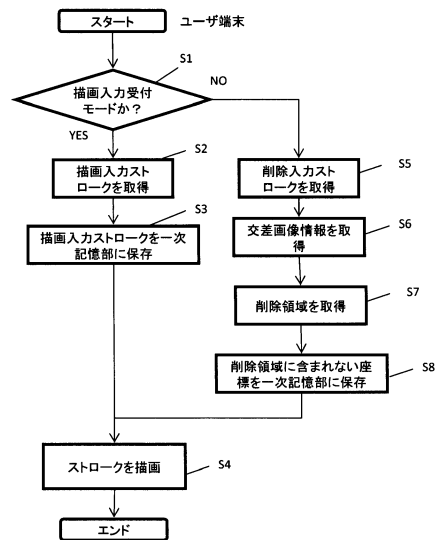 スタート
ユーザ端末
S1
描画入力受付
モードか？
NO
YES
S2
描画入力スト
ロークを取得
S3
描画入力ストロークを一次
記憶部に保存
S5
削除入力スト
ロークを取得
S6
交差画像情報を取
得
S7
削除領域を取得
S8
削除領域に含まれない座
標を一次記憶部に保存
ストロークを描画
S4
エンド